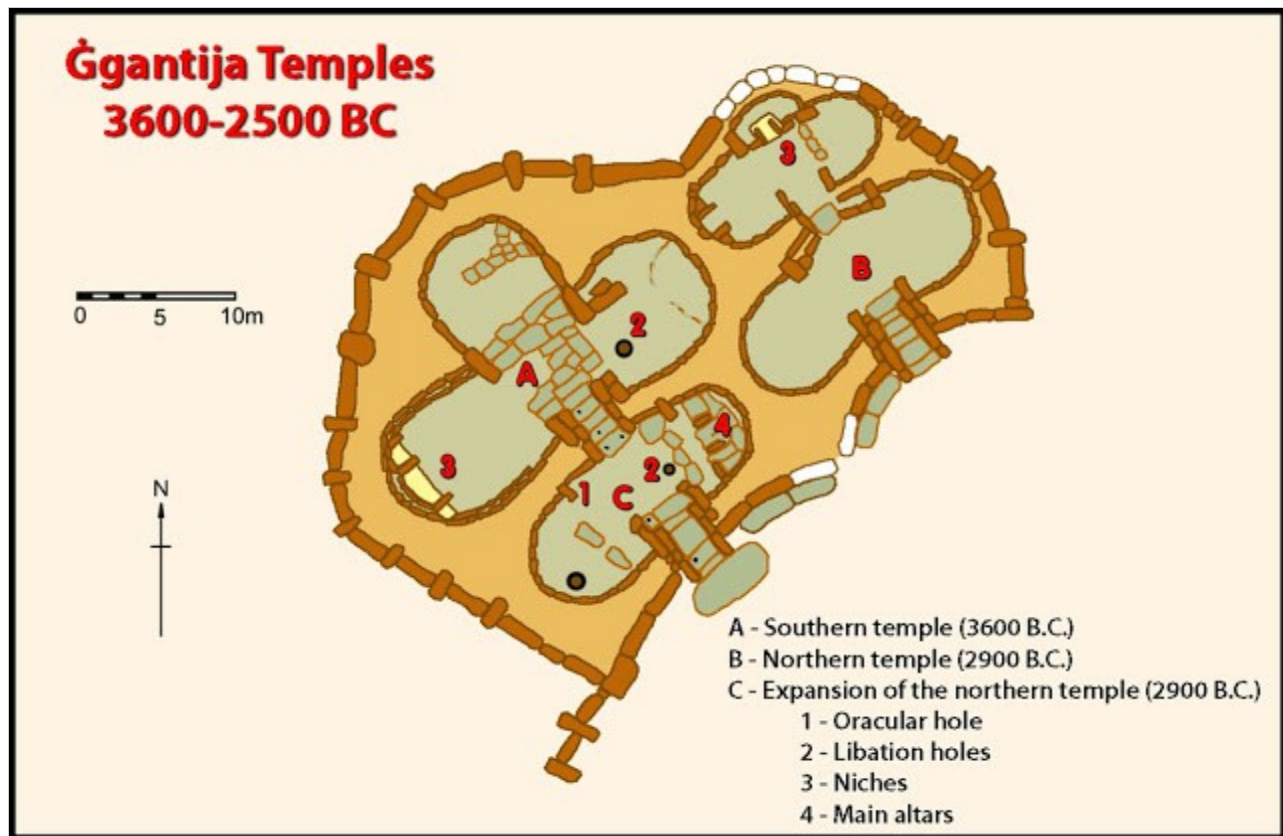 Ġgantija Temples
3600-2500 BC
3
B
2
A
4
3
1
2
C
0 5 10m
N
A - Southern temple (3600 B.C.)
B - Northern temple (2900 B.C.)
C - Expansion of the northern temple (2900 B.C.)
1 - Oracular hole
2 - Libation holes
3 - Niches
4 - Main altars